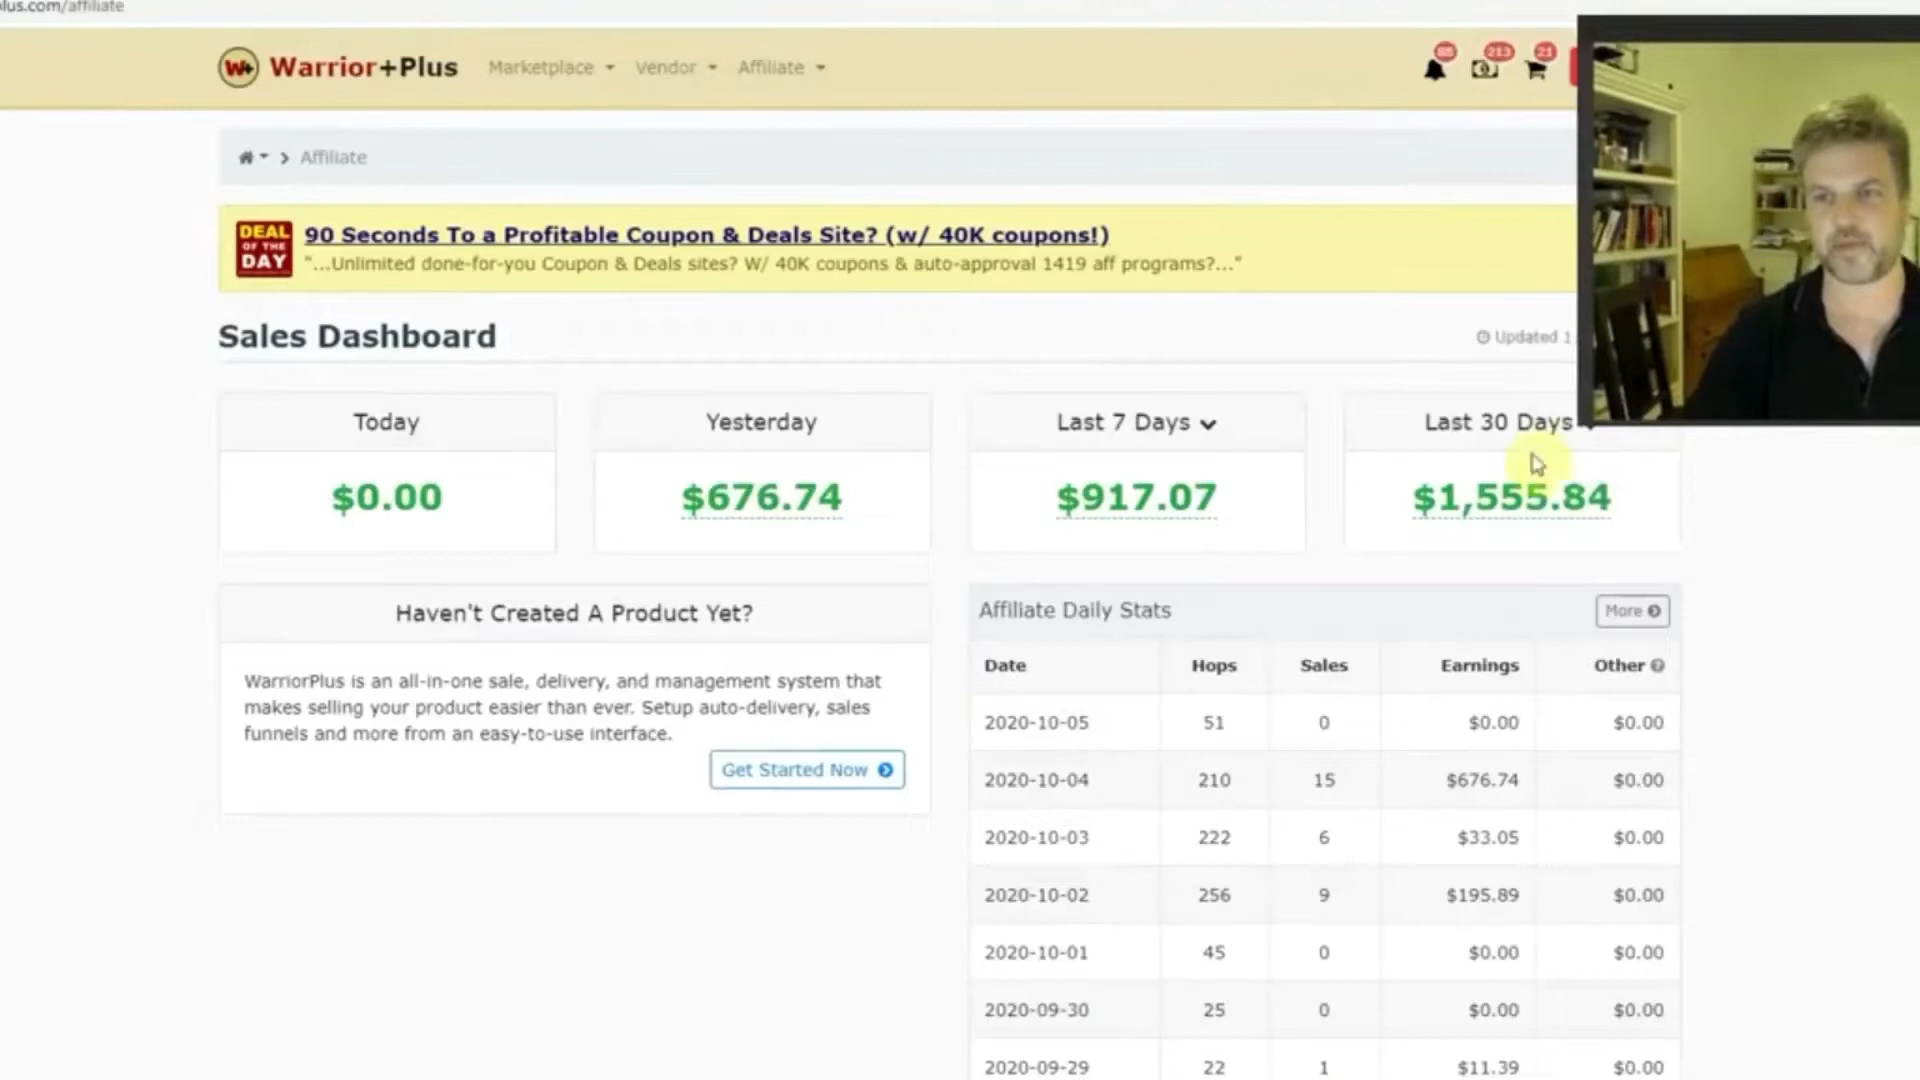 lus.com/affiliate
W+ Warrior+Plus Marketplace Vendor Affiliate 213 21
Affiliate
DEAL OF THE DAY
90 Seconds To a Profitable Coupon & Deals Site? (w/ 40K coupons!)
"...Unlimited done-for-you Coupon & Deals sites? W/ 40K coupons & auto-approval 1419 aff programs?..."
Sales Dashboard
Updated 1
Today Yesterday Last 7 Days Last 30 Days
$0.00 $676.74 $917.07 $1,555.84
Haven't Created A Product Yet?
WarriorPlus is an all-in-one sale, delivery, and management system that
makes selling your product easier than ever. Setup auto-delivery, sales
funnels and more from an easy-to-use interface.
Get Started Now
Affiliate Daily Stats More
Date Hops Sales Earnings Other
2020-10-05 51 0 $0.00 $0.00
2020-10-04 210 15 $676.74 $0.00
2020-10-03 222 6 $33.05 $0.00
2020-10-02 256 9 $195.89 $0.00
2020-10-01 45 0 $0.00 $0.00
2020-09-30 25 0 $0.00 $0.00
2020-09-29 22 1 $11.39 $0.00